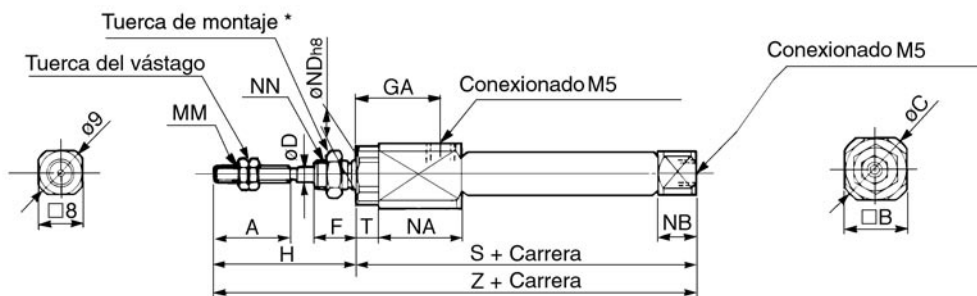 Tuerca de montaje *
Tuerca del vástago
NN
MM
øD
øNDh8
GA
Conexionado M5
Conexionado M5
ø9
øC
□8
A
F
T
NA
NB
□B
H
S + Carrera
Z + Carrera